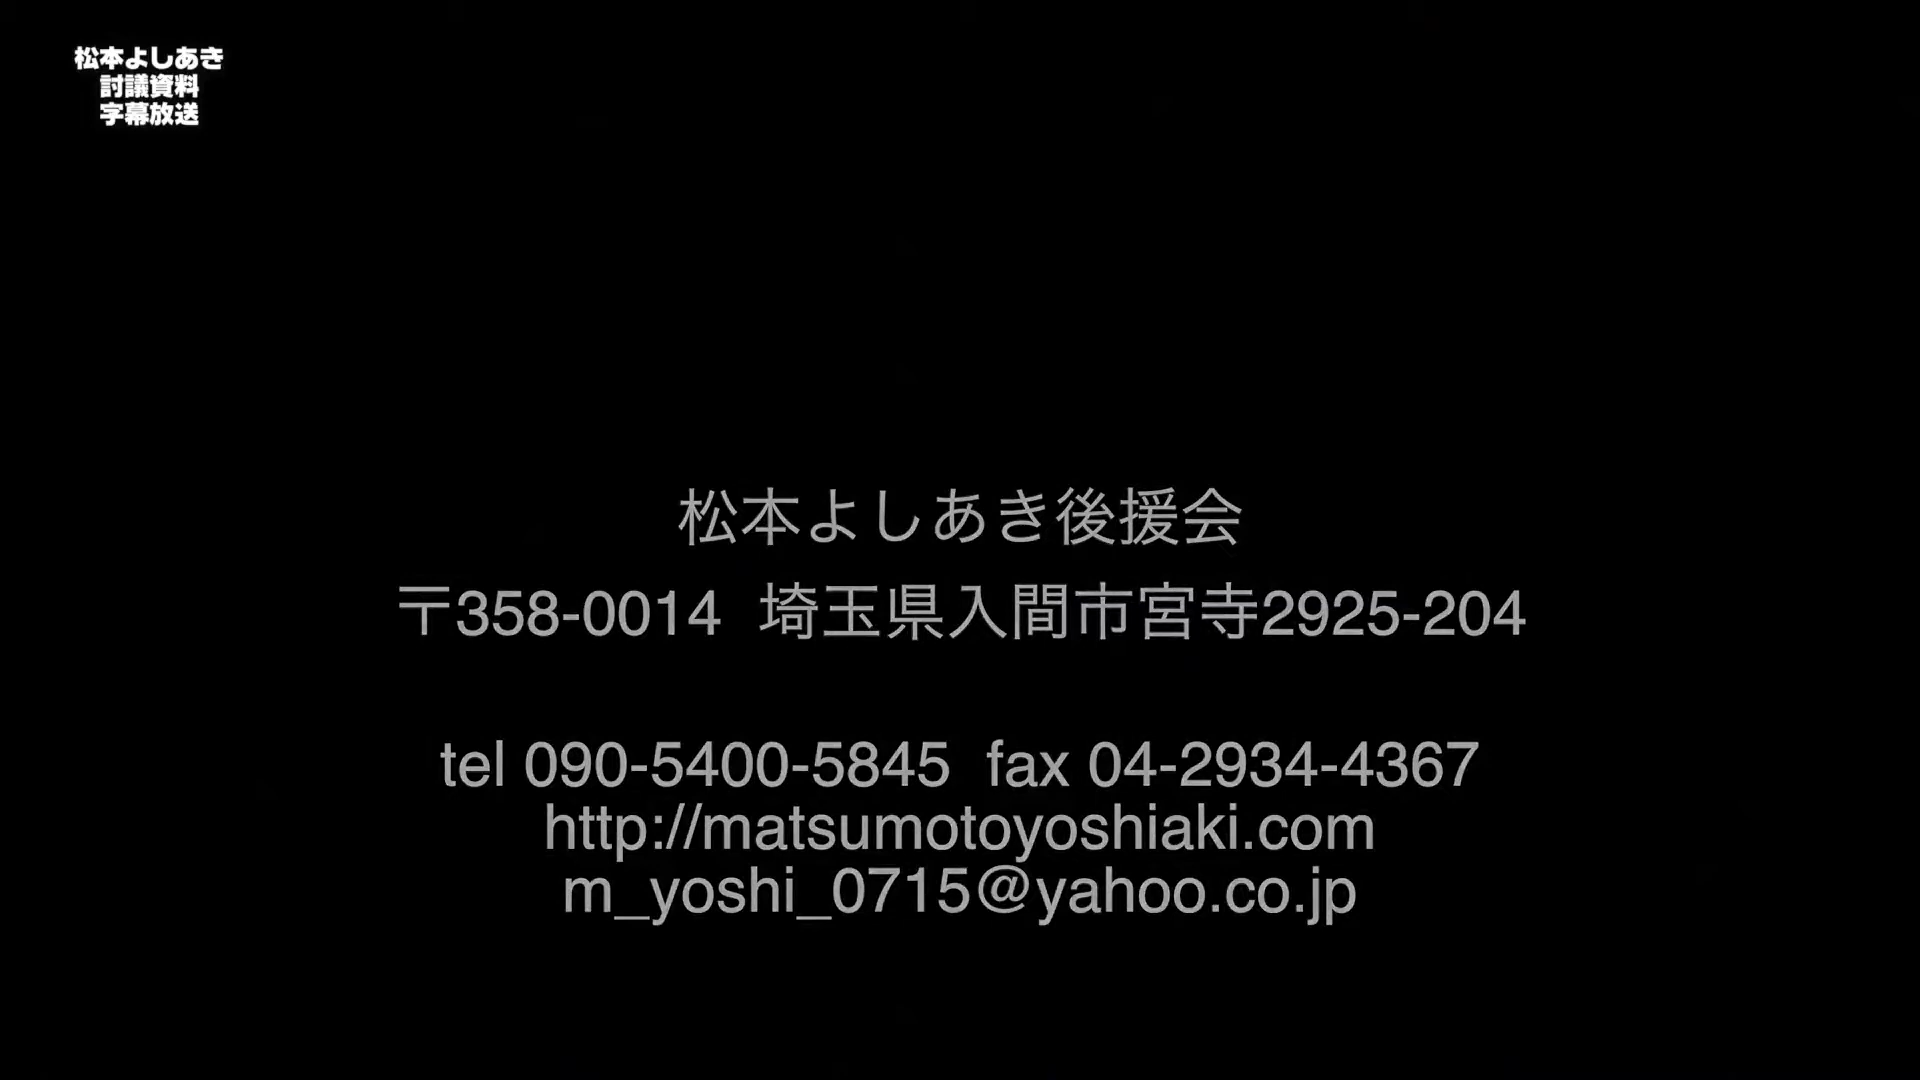 松本よしあき
討議資料
字幕放送
松本よしあき後援会
〒358-0014 埼玉県入間市宮寺2925-204
tel 090-5400-5845 fax 04-2934-4367
http://matsumotoyoshiaki.com
m_yoshi_0715@yahoo.co.jp